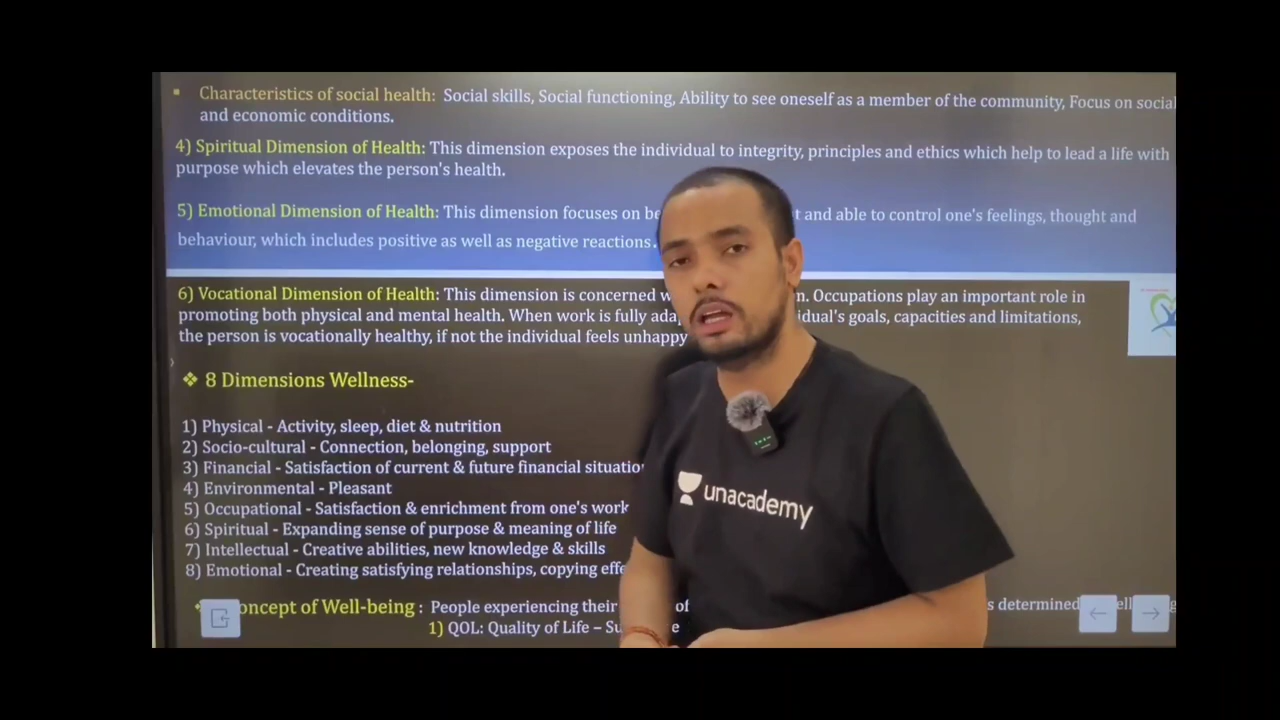 ▪ Characteristics of social health: Social skills, Social functioning, Ability to see oneself as a member of the community, Focus on social
and economic conditions.
4) Spiritual Dimension of Health: This dimension exposes the individual to integrity, principles and ethics which help to lead a life with
purpose which elevates the person's health.
5) Emotional Dimension of Health: This dimension focuses on and able to control one's feelings, thought and
behaviour, which includes positive as well as negative reactions.
6) Vocational Dimension of Health: This dimension is concerned Occupations play an important role in
promoting both physical and mental health. When work is fully goals, capacities and limitations,
the person is vocationally healthy, if not the individual feels unhappy
❖ 8 Dimensions Wellness-
1) Physical - Activity, sleep, diet & nutrition
2) Socio-cultural - Connection, belonging, support
3) Financial - Satisfaction of current & future financial situation
4) Environmental - Pleasant
5) Occupational - Satisfaction & enrichment from one's work
6) Spiritual - Expanding sense of purpose & meaning of life
7) Intellectual - Creative abilities, new knowledge & skills
8) Emotional - Creating satisfying relationships, copying
unacademy
Concept of Well-being : People experiencing their of determined
1) QOL: Quality of Life –